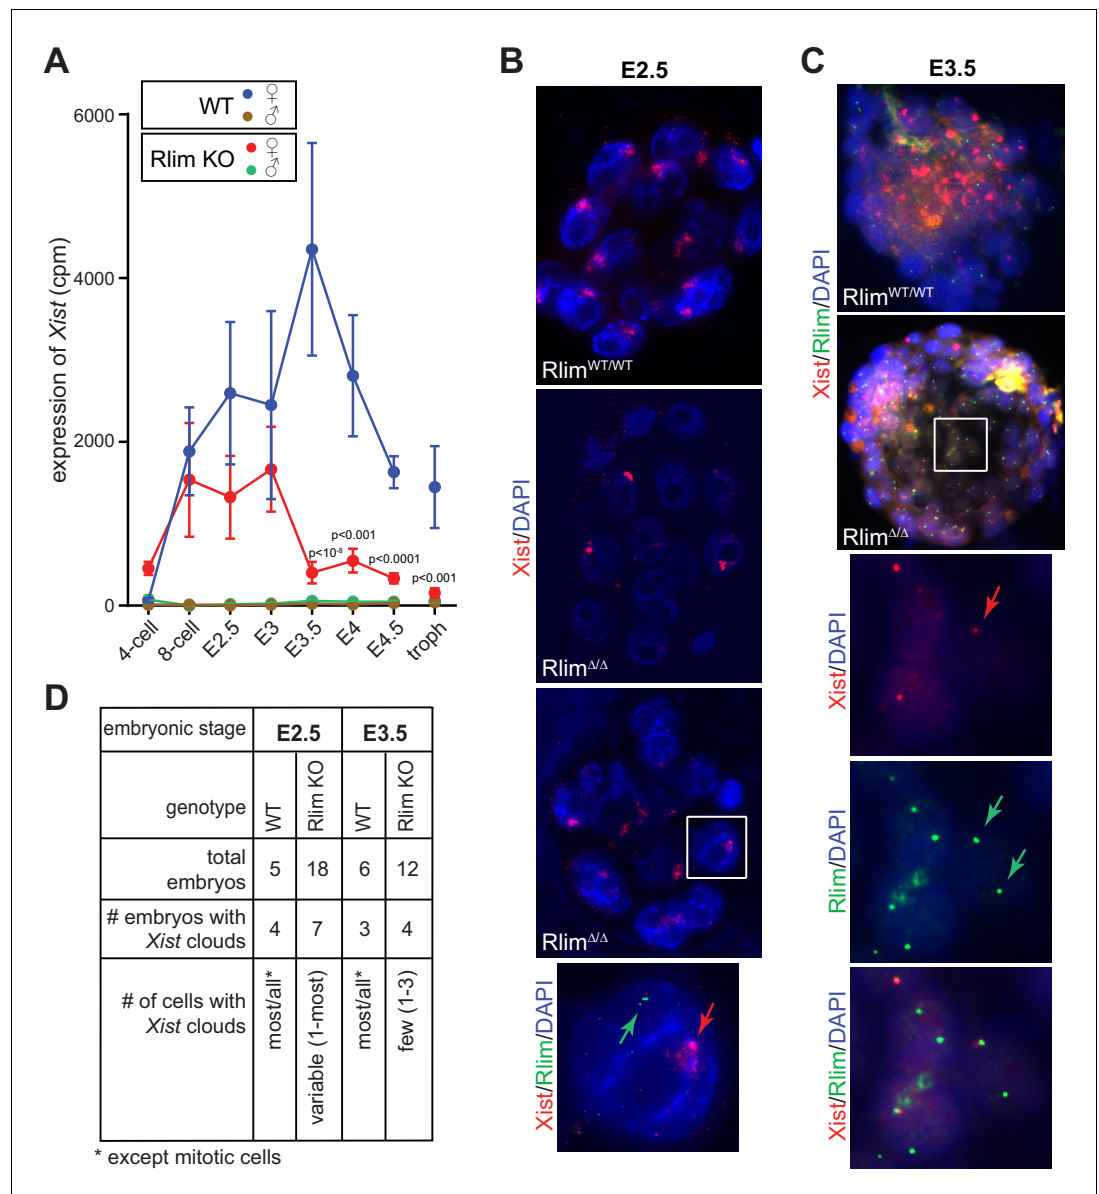 A
WT ♀
♂
Rlim KO ♀
♂
expression of Xist (cpm)
6000
4000
2000
0
p<10-8
p<0.001
p<0.0001
p<0.001
4-cell
8-cell
E2.5
E3
E3.5
E4
E4.5
troph
B
E2.5
Xist/DAPI
RlimWT/WT
RlimΔ/Δ
RlimΔ/Δ
Xist/Rlim/DAPI
C
E3.5
Xist/Rlim/DAPI
RlimWT/WT
RlimΔ/Δ
Xist/DAPI
Rlim/DAPI
Xist/Rlim/DAPI
D
embryonic stage E2.5 E3.5
genotype WT Rlim KO WT Rlim KO
total
embryos 5 18 6 12
# embryos with
Xist clouds 4 7 3 4
# of cells with
Xist clouds most/all* variable (1-most) most/all* few (1-3)
* except mitotic cells